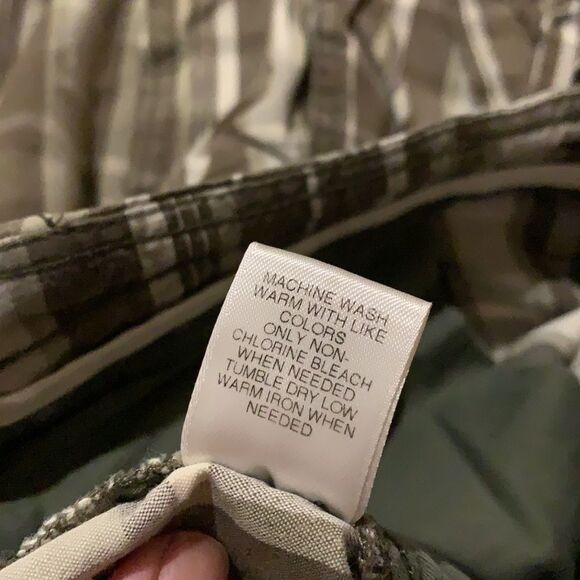 MACHINE WASH
WARM WITH LIKE
COLORS
ONLY NON-
CHLORINE BLEACH
WHEN NEEDED
TUMBLE DRY LOW
WARM IRON WHEN
NEEDED